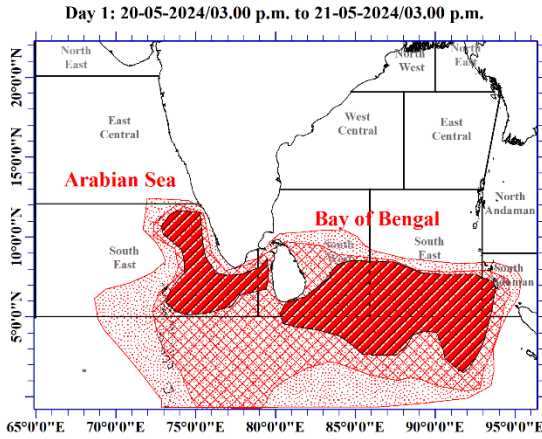 Day 1: 20-05-2024/03.00 p.m. to 21-05-2024/03.00 p.m.
North
East
North
West
North
East
20°0'0"N
East
Central
West
Central
East
Central
15°0'0"N
Arabian Sea
North
Andaman
Bay of Bengal
10°0'0"N
South
East
South
West
South
East
South
Andaman
5°0'0"N
65°0'0"E
70°0'0"E
75°0'0"E
80°0'0"E
85°0'0"E
90°0'0"E
95°0'0"E